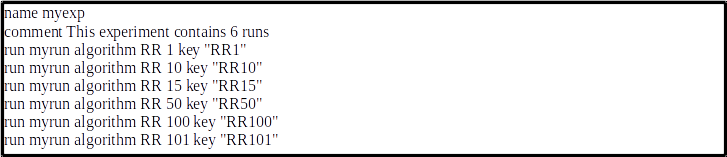 name myexp
comment This experiment contains 6 runs
run myrun algorithm RR 1 key "RR1"
run myrun algorithm RR 10 key "RR10"
run myrun algorithm RR 15 key "RR15"
run myrun algorithm RR 50 key "RR50"
run myrun algorithm RR 100 key "RR100"
run myrun algorithm RR 101 key "RR101"